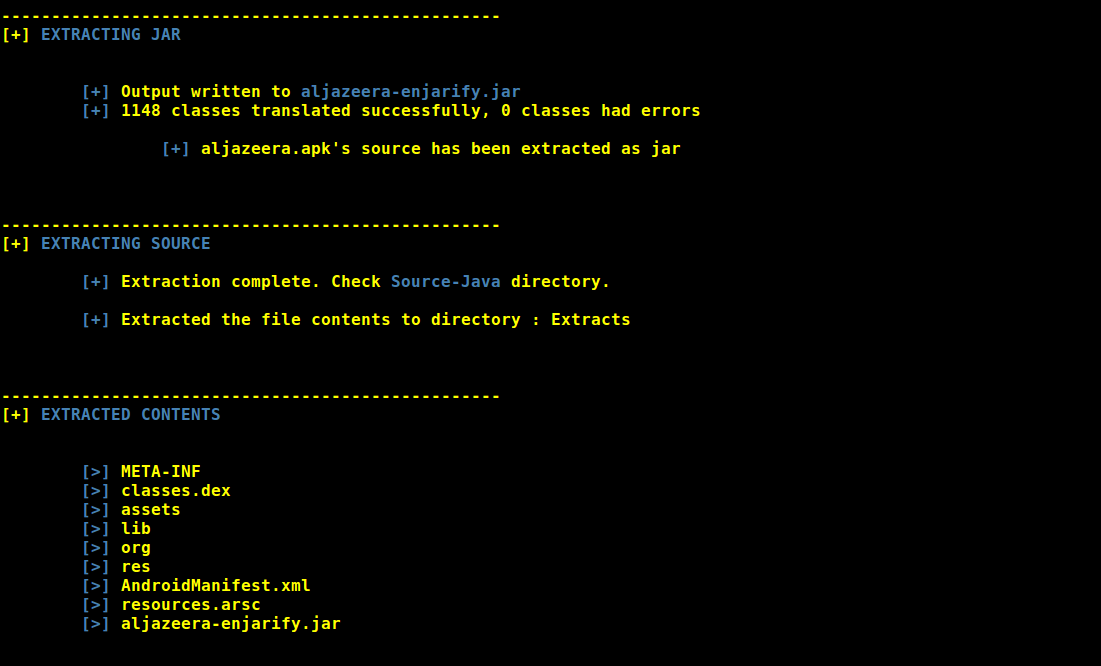 --------------------------------------------------
[+] EXTRACTING JAR
[+] Output written to aljazeera-enjarify.jar
[+] 1148 classes translated successfully, 0 classes had errors
[+] aljazeera.apk's source has been extracted as jar
--------------------------------------------------
[+] EXTRACTING SOURCE
[+] Extraction complete. Check Source-Java directory.
[+] Extracted the file contents to directory : Extracts
--------------------------------------------------
[+] EXTRACTED CONTENTS
[>] META-INF
[>] classes.dex
[>] assets
[>] lib
[>] org
[>] res
[>] AndroidManifest.xml
[>] resources.arsc
[>] aljazeera-enjarify.jar